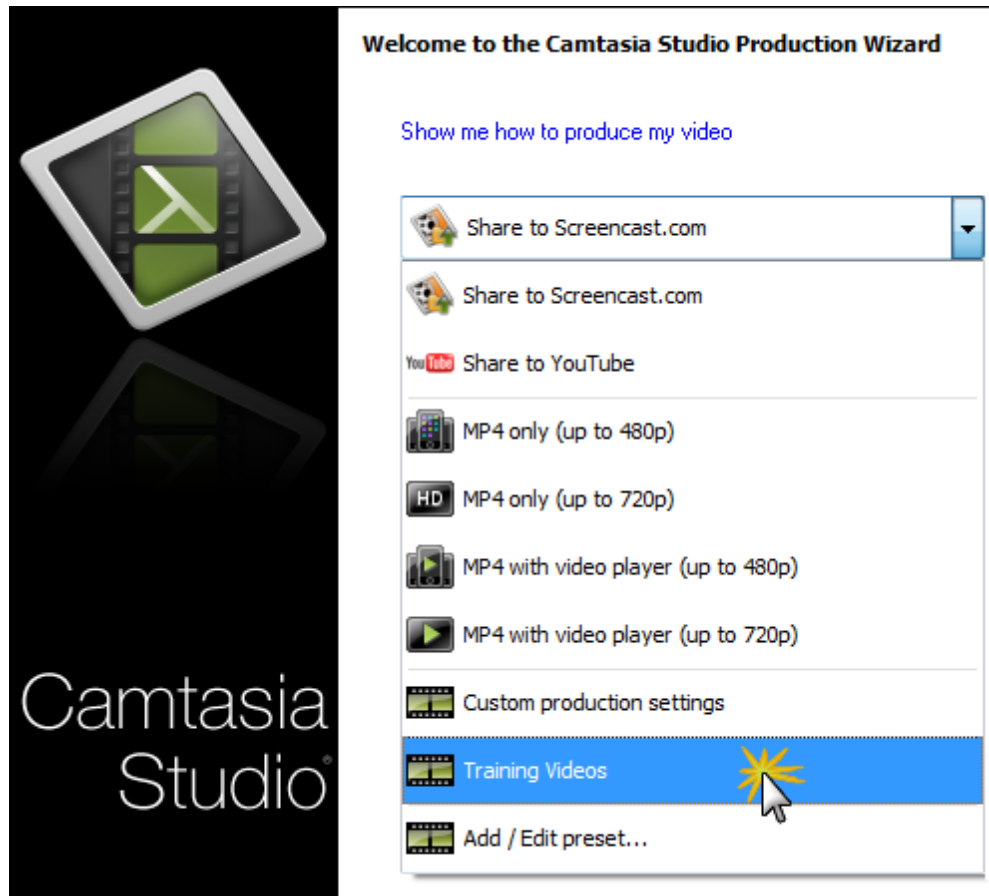 Welcome to the Camtasia Studio Production Wizard
Show me how to produce my video
Share to Screencast.com
Share to Screencast.com
You Tube Share to YouTube
MP4 only (up to 480p)
HD MP4 only (up to 720p)
MP4 with video player (up to 480p)
MP4 with video player (up to 720p)
Custom production settings
Training Videos
Add / Edit preset...
Camtasia
Studio®